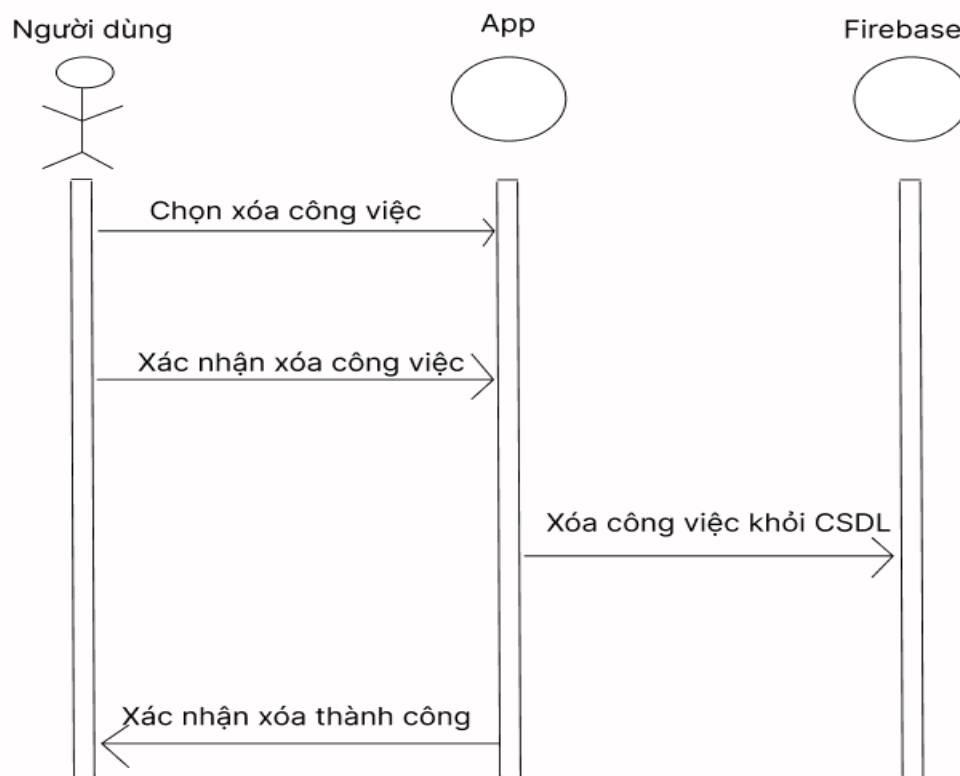 Người dùng
App
Firebase
Chọn xóa công việc
Xác nhận xóa công việc
Xóa công việc khỏi CSDL
Xác nhận xóa thành công